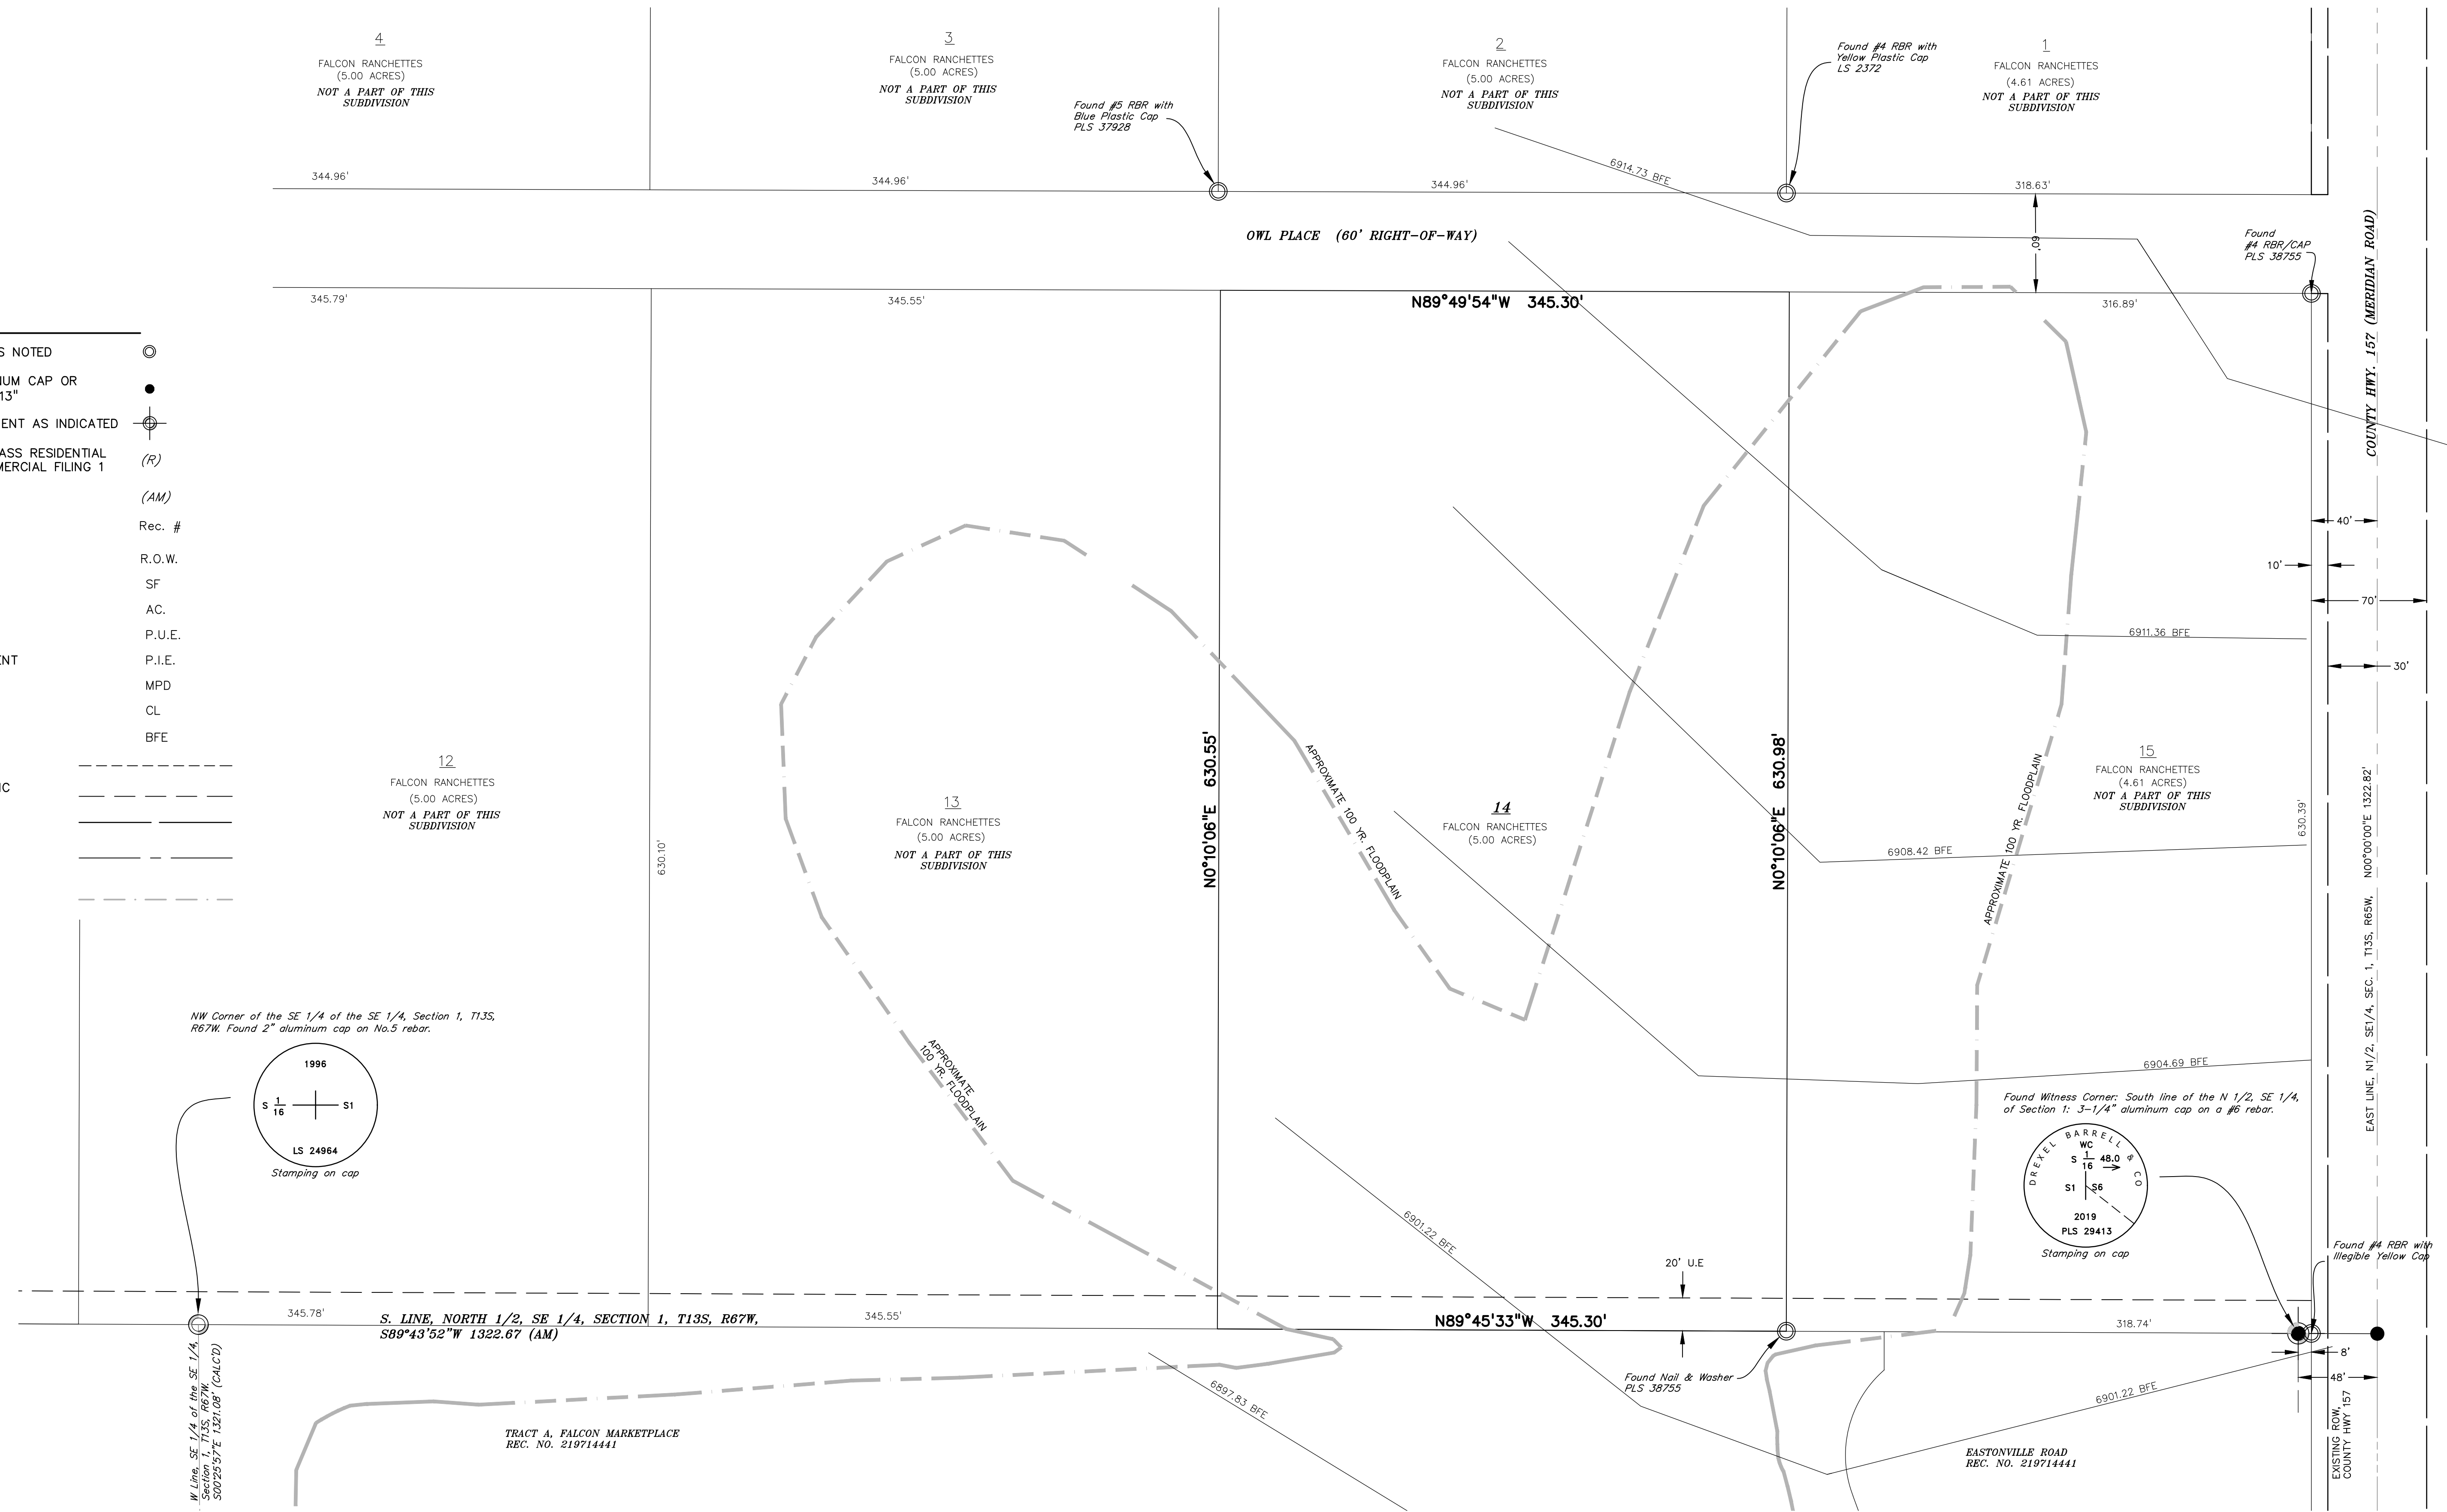 4
FALCON RANCHETTES
(5.00 ACRES)
NOT A PART OF THIS
SUBDIVISION
3
FALCON RANCHETTES
(5.00 ACRES)
NOT A PART OF THIS
SUBDIVISION
2
FALCON RANCHETTES
(5.00 ACRES)
NOT A PART OF THIS
SUBDIVISION
1
FALCON RANCHETTES
(4.61 ACRES)
NOT A PART OF THIS
SUBDIVISION
Found #5 RBR with
Blue Plastic Cap
PLS 37928
Found #4 RBR with
Yellow Plastic Cap
LS 2372
344.96'
344.96'
344.96'
6914.73 BFE
318.63'
OWL PLACE (60' RIGHT-OF-WAY)
60'
Found
#4 RBR/CAP
PLS 38755
COUNTY HWY. 157 (MERIDIAN ROAD)
345.79'
345.55'
N89°49'54"W 345.30'
316.89'
S NOTED
NUM CAP OR
13"
ENT AS INDICATED
ASS RESIDENTIAL
MERCIAL FILING 1
(R)
(AM)
Rec. #
R.O.W.
SF
AC.
P.U.E.
ENT
P.I.E.
MPD
CL
BFE
IC
40'
10'
70'
30'
6911.36 BFE
12
FALCON RANCHETTES
(5.00 ACRES)
NOT A PART OF THIS
SUBDIVISION
630.10'
13
FALCON RANCHETTES
(5.00 ACRES)
NOT A PART OF THIS
SUBDIVISION
N0°10'06"E 630.55'
APPROXIMATE 100 YR. FLOODPLAIN
14
FALCON RANCHETTES
(5.00 ACRES)
N0°10'06"E 630.98'
6908.42 BFE
APPROXIMATE 100 YR. FLOODPLAIN
15
FALCON RANCHETTES
(4.61 ACRES)
NOT A PART OF THIS
SUBDIVISION
630.39'
EAST LINE, N1/2, SE1/4, SEC. 1, T13S, R65W, N00°00'00"E 1322.82'
NW Corner of the SE 1/4 of the SE 1/4, Section 1, T13S,
R67W. Found 2" aluminum cap on No.5 rebar.
1996
S 1/16 S1
LS 24964
Stamping on cap
APPROXIMATE
100 YR. FLOODPLAIN
6904.69 BFE
Found Witness Corner: South line of the N 1/2, SE 1/4,
of Section 1: 3-1/4" aluminum cap on a #6 rebar.
DREXEL BARRELL & CO
WC
S 1/16 48.0
S1 S6
2019
PLS 29413
Stamping on cap
6901.22 BFE
20' U.E
Found #4 RBR with
Illegible Yellow Cap
345.78'
S. LINE, NORTH 1/2, SE 1/4, SECTION 1, T13S, R67W,
S89°43'52"W 1322.67 (AM)
345.55'
N89°45'33"W 345.30'
318.74'
8'
48'
W Line, SE 1/4 of the SE 1/4,
Section 1, T13S, R67W.
S00°25'57"E 1321.08' (CALC'D)
Found Nail & Washer
PLS 38755
6897.83 BFE
6901.22 BFE
TRACT A, FALCON MARKETPLACE
REC. NO. 219714441
EASTONVILLE ROAD
REC. NO. 219714441
EXISTING ROW,
COUNTY HWY 157